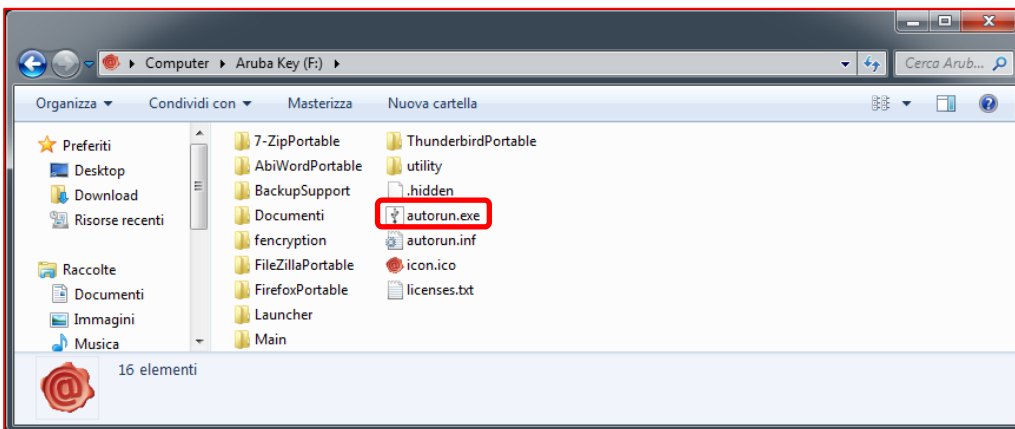 Computer Aruba Key (F:)
Cerca Arub...
Organizza Condividi con Masterizza Nuova cartella
Preferiti
Desktop
Download
Risorse recenti
Raccolte
Documenti
Immagini
Musica
7-ZipPortable
AbiWordPortable
BackupSupport
Documenti
fencryption
FileZillaPortable
FirefoxPortable
Launcher
Main
ThunderbirdPortable
utility
.hidden
autorun.exe
autorun.inf
icon.ico
licenses.txt
16 elementi